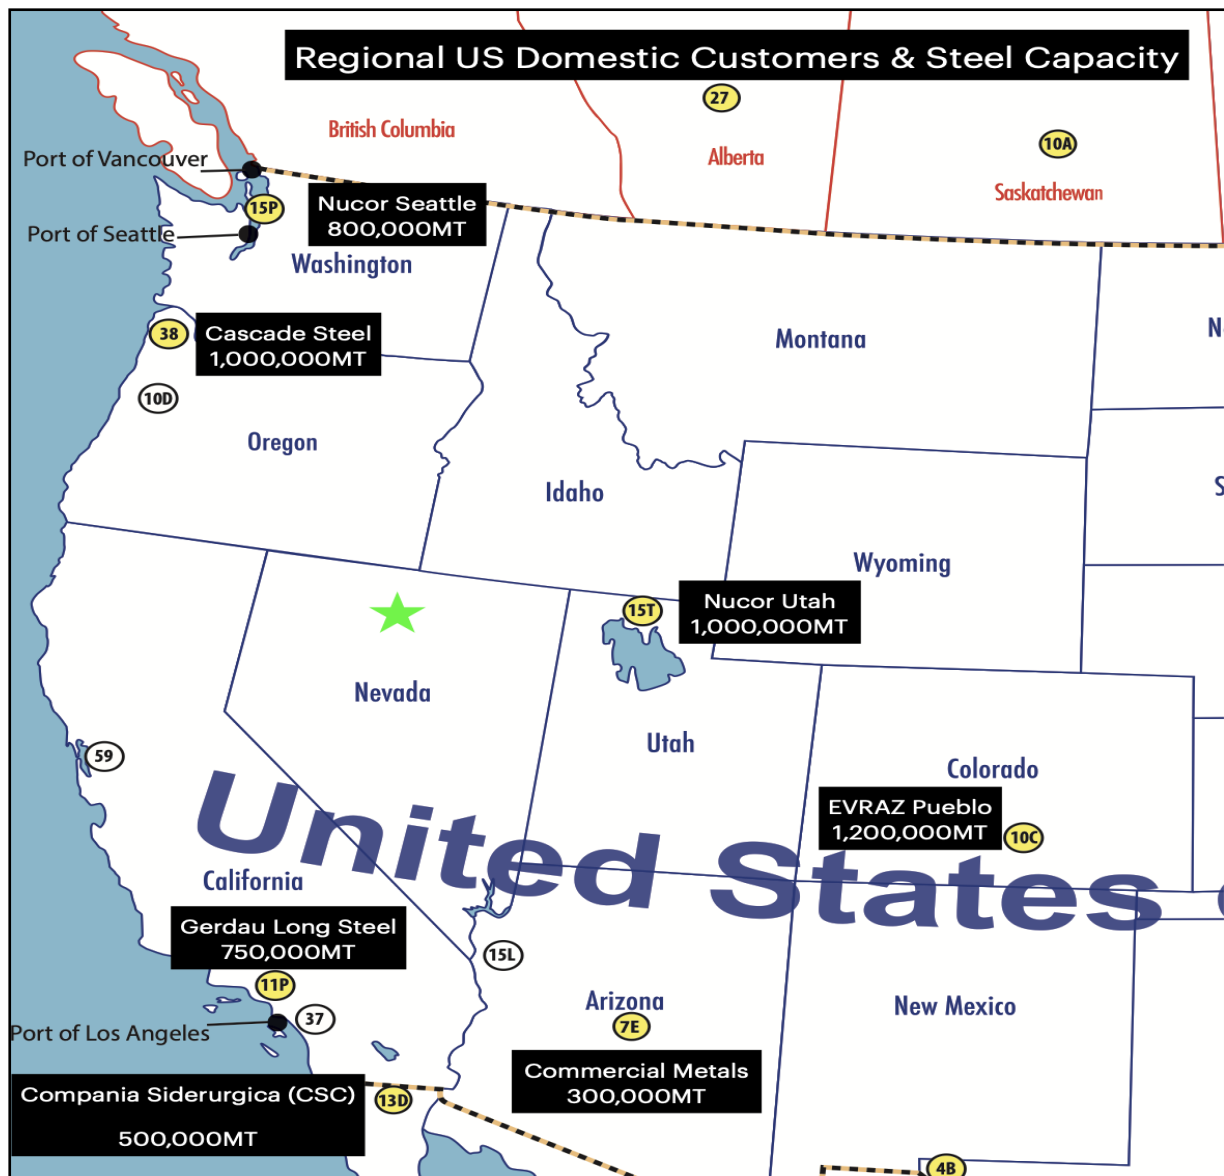 Regional US Domestic Customers & Steel Capacity
27
British Columbia
10A
Alberta
Port of Vancouver
Saskatchewan
15P
Nucor Seattle
800,000MT
Port of Seattle
Washington
38
Cascade Steel
1,000,000MT
Montana
N
10D
Oregon
Idaho
S
Wyoming
15T
Nucor Utah
1,000,000MT
Nevada
Utah
59
Colorado
EVRAZ Pueblo
1,200,000MT
10C
United States
California
Gerdau Long Steel
750,000MT
15L
11P
Arizona
New Mexico
37
7E
Port of Los Angeles
Commercial Metals
300,000MT
Compania Siderurgica (CSC)
500,000MT
13D
4B